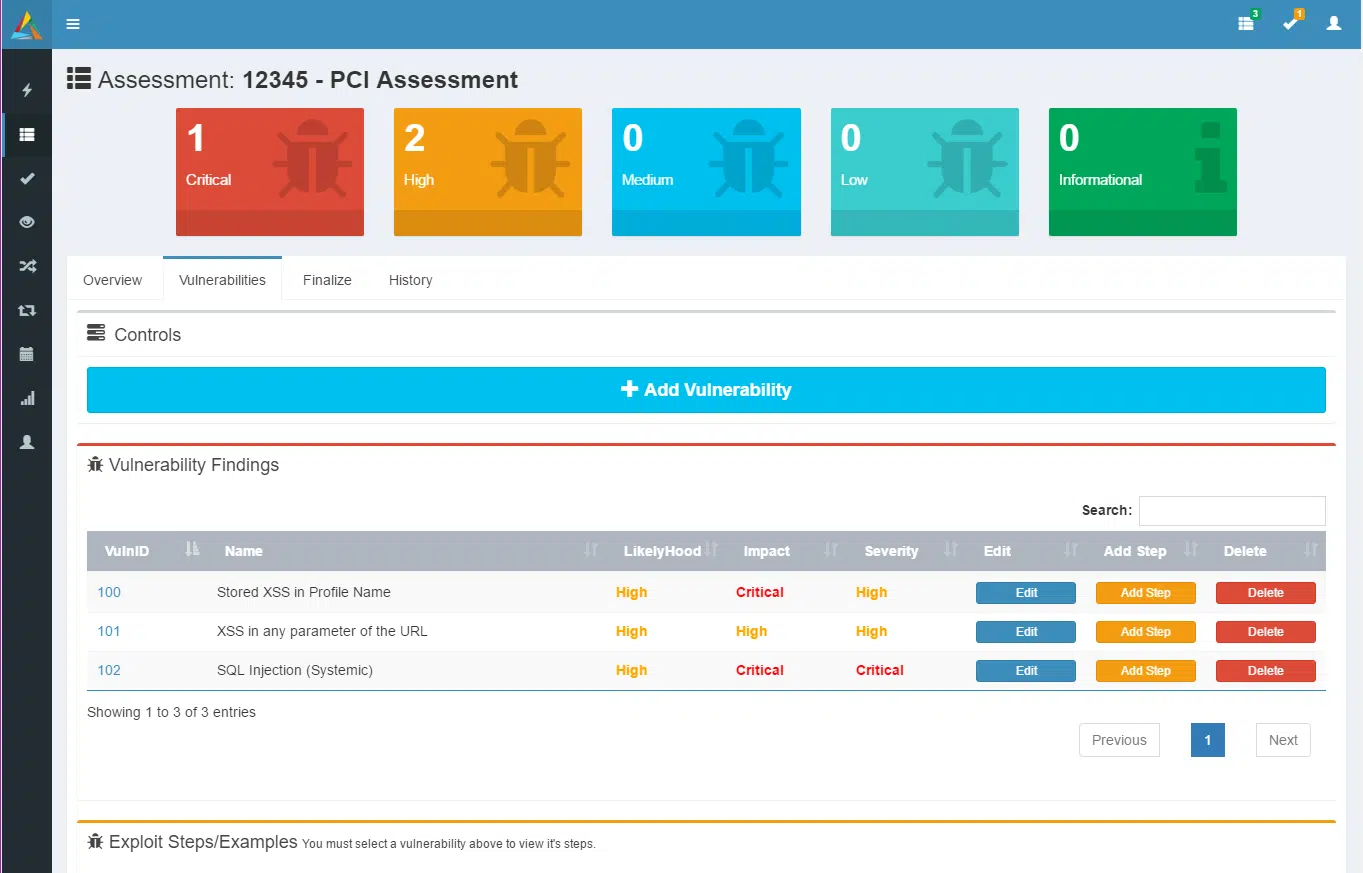 3 1
Assessment: 12345 - PCI Assessment
1 2 0 0 0
Critical High Medium Low Informational
Overview Vulnerabilities Finalize History
Controls
Add Vulnerability
Vulnerability Findings
Search:
VulnID Name LikelyHood Impact Severity Edit Add Step Delete
100 Stored XSS in Profile Name High Critical High Edit Add Step Delete
101 XSS in any parameter of the URL High High High Edit Add Step Delete
102 SQL Injection (Systemic) High Critical Critical Edit Add Step Delete
Showing 1 to 3 of 3 entries
Previous 1 Next
Exploit Steps/Examples You must select a vulnerability above to view it's steps.